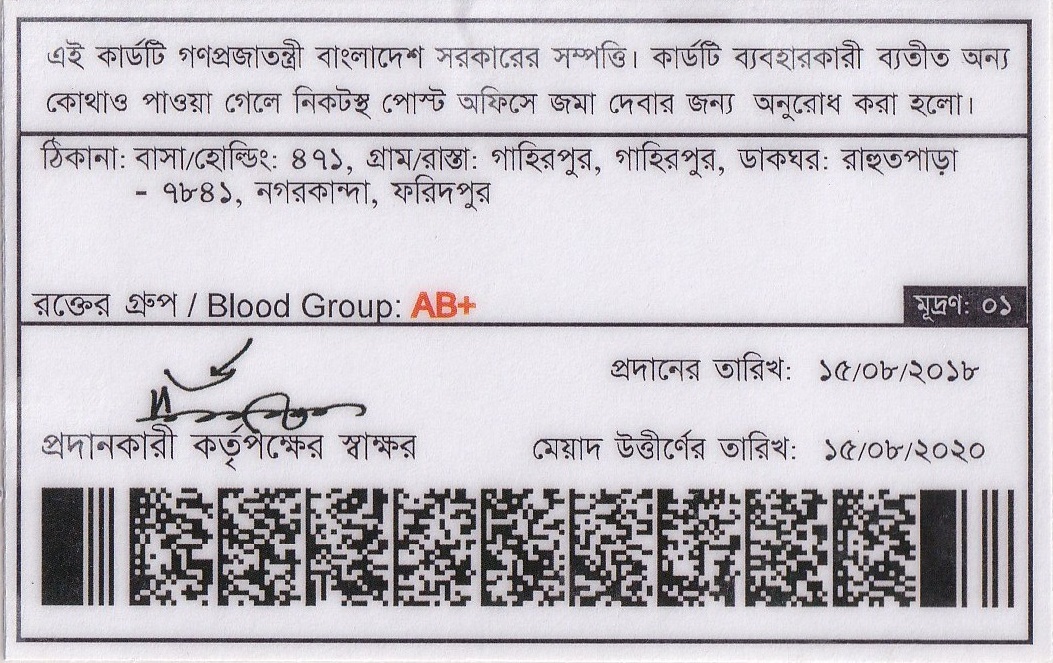 এই কার্ডটি গণপ্রজাতন্ত্রী বাংলাদেশ সরকারের সম্পত্তি। কার্ডটি ব্যবহারকারী ব্যতীত অন্য
কোথাও পাওয়া গেলে নিকটস্থ পোস্ট অফিসে জমা দেবার জন্য অনুরোধ করা হলো।
ঠিকানা: বাসা/হোল্ডিং: ৪৭১, গ্রাম/রাস্তা: গাহিরপুর, গাহিরপুর, ডাকঘর: রাহুতপাড়া
- ৭৮৪১, নগরকান্দা, ফরিদপুর
রক্তের গ্রুপ / Blood Group: AB+ মূদ্রণ: ০১
প্রদানের তারিখ: ১৫/০৮/২০১৮
প্রদানকারী কর্তৃপক্ষের স্বাক্ষর মেয়াদ উত্তীর্ণের তারিখ: ১৫/০৮/২০২০